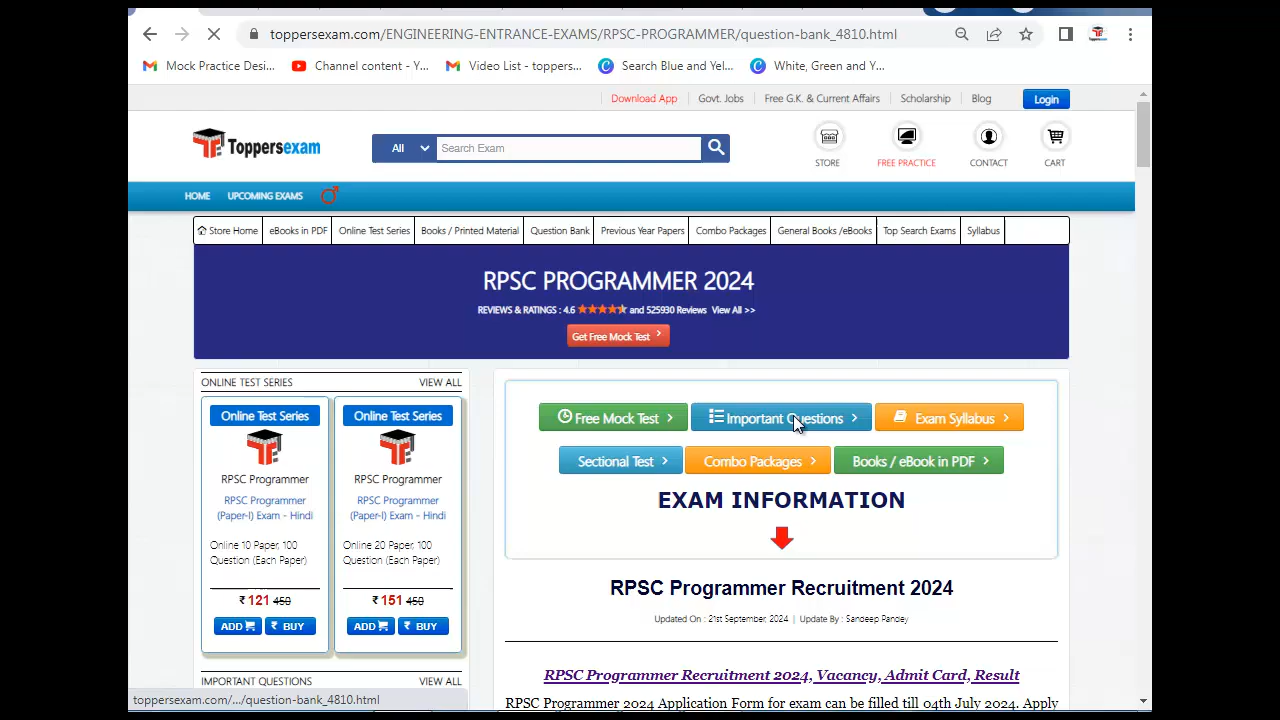 toppersexam.com/ENGINEERING-ENTRANCE-EXAMS/RPSC-PROGRAMMER/question-bank_4810.html
Mock Practice Desi... Channel content - Y... Video List - toppers... Search Blue and Yel... White, Green and Y...
Download App Govt. Jobs Free G.K. & Current Affairs Scholarship Blog Login
Toppersexam All Search Exam STORE FREE PRACTICE CONTACT CART
HOME UPCOMING EXAMS
Store Home eBooks in PDF Online Test Series Books / Printed Material Question Bank Previous Year Papers Combo Packages General Books /eBooks Top Search Exams Syllabus
RPSC PROGRAMMER 2024
REVIEWS & RATINGS : 4.6 and 525930 Reviews View All >>
Get Free Mock Test
ONLINE TEST SERIES VIEW ALL
Online Test Series
RPSC Programmer
RPSC Programmer
(Paper-I) Exam - Hindi
Online 10 Paper, 100
Question (Each Paper)
₹ 121 450
ADD ₹ BUY
Online Test Series
RPSC Programmer
RPSC Programmer
(Paper-I) Exam - Hindi
Online 20 Paper, 100
Question (Each Paper)
₹ 151 450
ADD ₹ BUY
IMPORTANT QUESTIONS VIEW ALL
Free Mock Test Important Questions Exam Syllabus
Sectional Test Combo Packages Books / eBook in PDF
EXAM INFORMATION
RPSC Programmer Recruitment 2024
Updated On : 21st September, 2024 | Update By : Sandeep Pandey
RPSC Programmer Recruitment 2024, Vacancy, Admit Card, Result
RPSC Programmer 2024 Application Form for exam can be filled till 04th July 2024. Apply
toppersexam.com/.../question-bank_4810.html